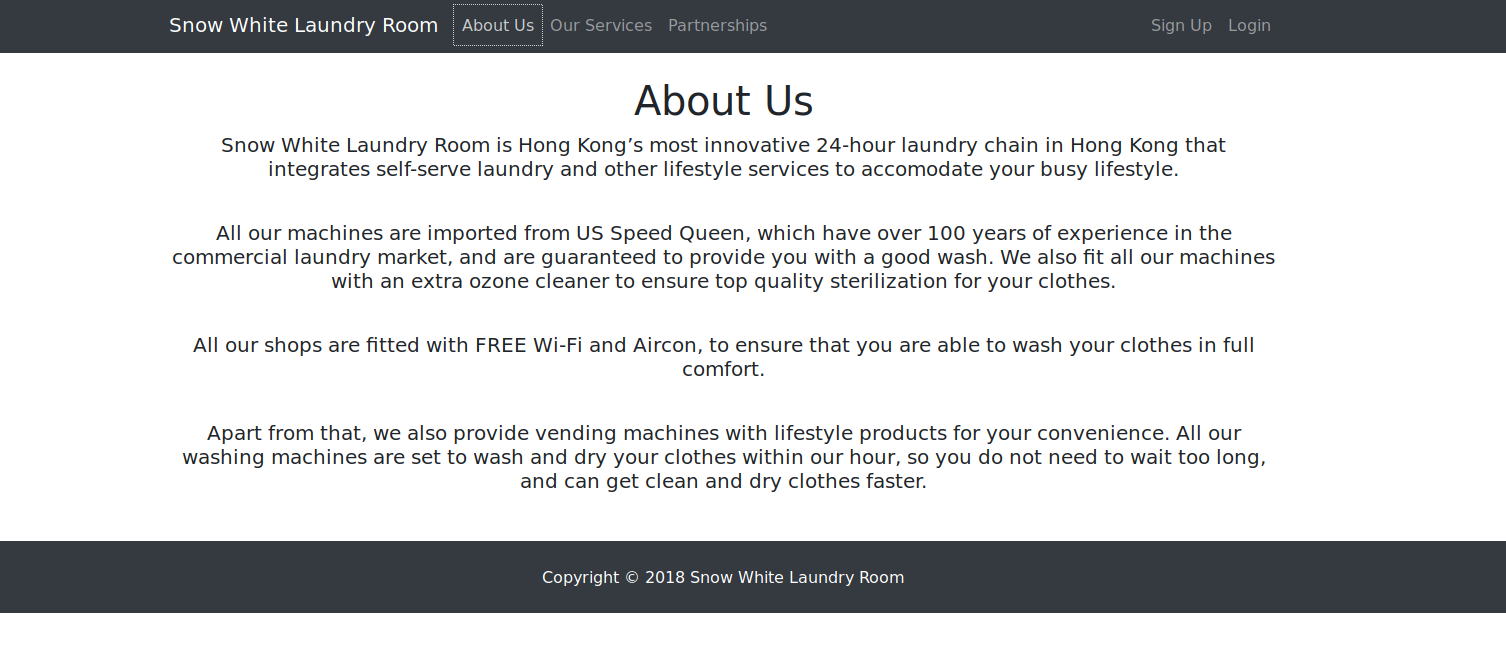 Snow White Laundry Room About Us Our Services Partnerships Sign Up Login
About Us
Snow White Laundry Room is Hong Kong’s most innovative 24-hour laundry chain in Hong Kong that
integrates self-serve laundry and other lifestyle services to accomodate your busy lifestyle.
All our machines are imported from US Speed Queen, which have over 100 years of experience in the
commercial laundry market, and are guaranteed to provide you with a good wash. We also fit all our machines
with an extra ozone cleaner to ensure top quality sterilization for your clothes.
All our shops are fitted with FREE Wi-Fi and Aircon, to ensure that you are able to wash your clothes in full
comfort.
Apart from that, we also provide vending machines with lifestyle products for your convenience. All our
washing machines are set to wash and dry your clothes within our hour, so you do not need to wait too long,
and can get clean and dry clothes faster.
Copyright © 2018 Snow White Laundry Room